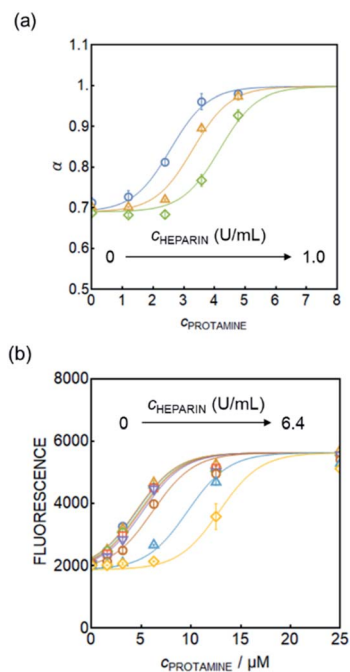 (a)
1.1
1
0.9
0.8
0.7
0.6
0.5
α
cHEPARIN (U/mL)
0 1.0
0 1 2 3 4 5 6 7 8
cPROTAMINE
(b)
8000
6000
4000
2000
0
FLUORESCENCE
cHEPARIN (U/mL)
0 6.4
0 5 10 15 20 25
cPROTAMINE / µM